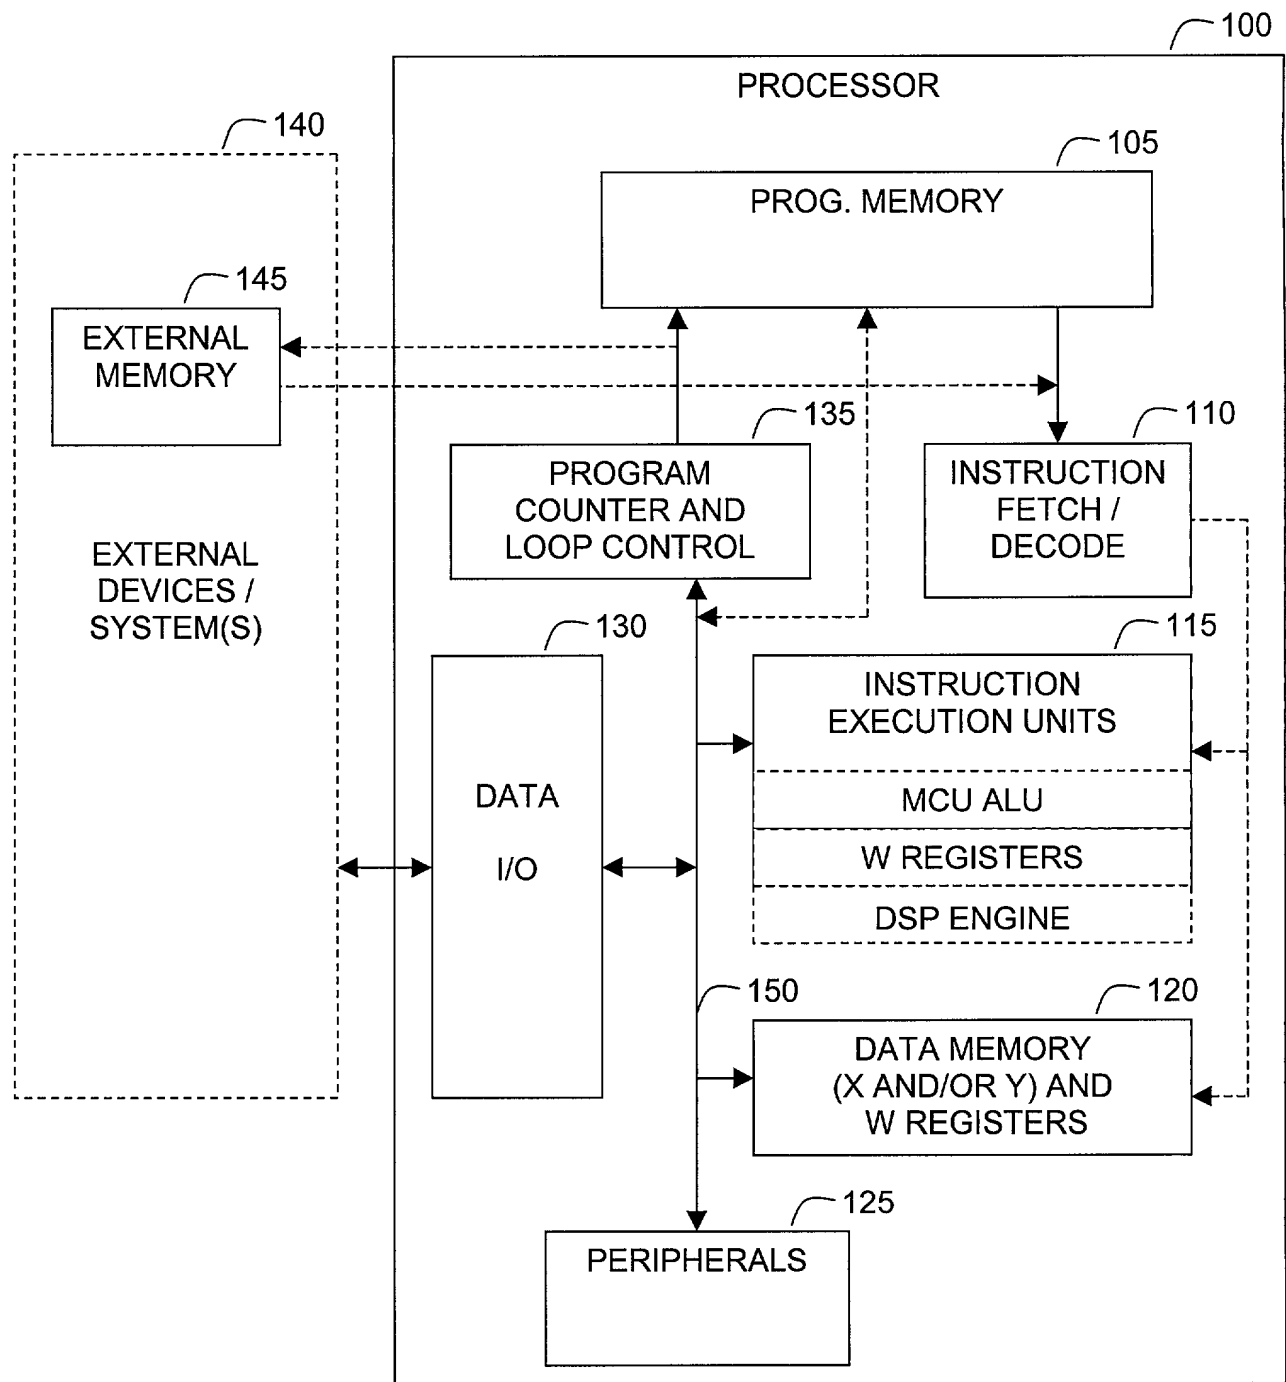 100
PROCESSOR
140
105
PROG. MEMORY
145
EXTERNAL
MEMORY
135
PROGRAM
COUNTER AND
LOOP CONTROL
110
INSTRUCTION
FETCH /
DECODE
EXTERNAL
DEVICES /
SYSTEM(S)
130
DATA
I/O
115
INSTRUCTION
EXECUTION UNITS
MCU ALU
W REGISTERS
DSP ENGINE
150
120
DATA MEMORY
(X AND/OR Y) AND
W REGISTERS
125
PERIPHERALS